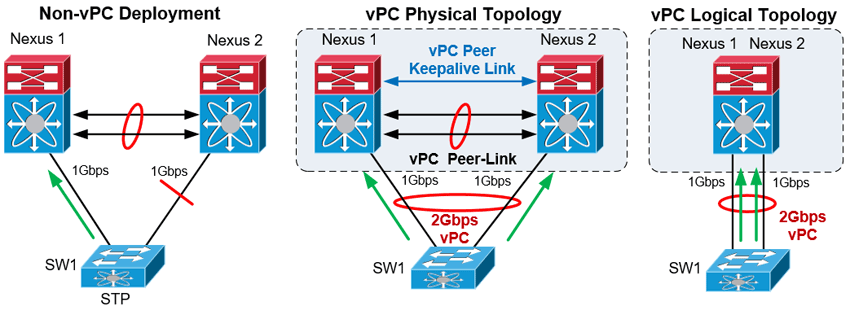 Non-vPC Deployment
Nexus 1
Nexus 2
1Gbps
1Gbps
SW1
STP
vPC Physical Topology
Nexus 1
Nexus 2
vPC Peer
Keepalive Link
vPC Peer-Link
1Gbps
1Gbps
2Gbps
vPC
SW1
vPC Logical Topology
Nexus 1 Nexus 2
1Gbps
1Gbps
2Gbps
vPC
SW1